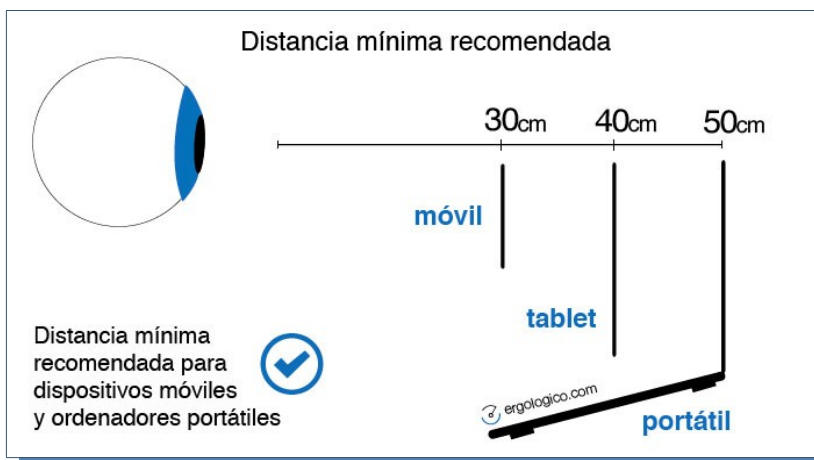 Distancia mínima recomendada
30cm 40cm 50cm
móvil
tablet
Distancia mínima
recomendada para
dispositivos móviles
y ordenadores portátiles
ergologico.com
portátil